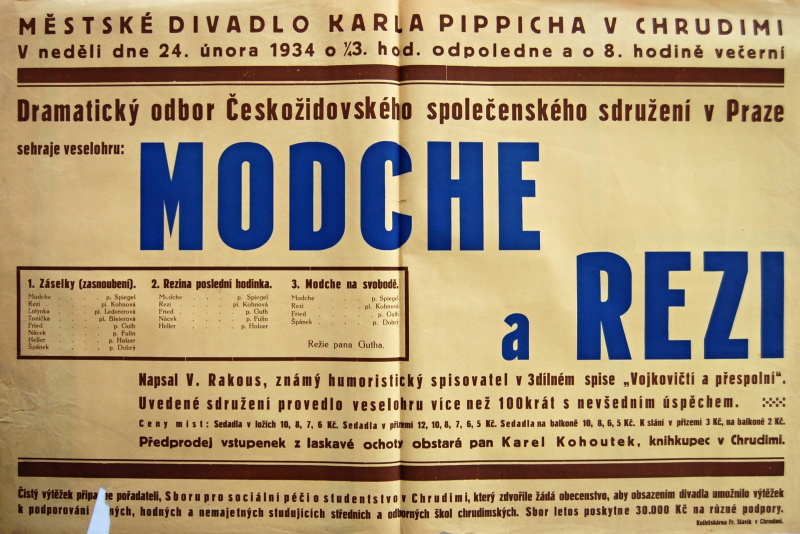 MĚSTSKÉ DIVADLO KARLA PIPPICHA V CHRUDIMI
V neděli dne 24. února 1934 o ¼3. hod. odpoledne a o 8. hodině večerní
Dramatický odbor Českožidovského společenského sdružení v Praze
sehraje veselohru:
MODCHE
a REZI
1. Záselky (zasnoubení).
Modche . . . p. Spiegel
Rezi . . . pí. Kohnová
Lotynka . . . pí. Ledererová
Tonička . . . pí. Bleierová
Fried . . . p. Guth
Nácek . . . p. Fulín
Heller . . . p. Holzer
Špánek . . . p. Dobrý
2. Rezina poslední hodinka.
Modche . . . p. Spiegel
Rezi . . . pí. Kohnová
Fried . . . p. Guth
Nácek . . . p. Fulín
Heller . . . p. Holzer
3. Modche na svobodě.
Modche . . . p. Spiegel
Rezi . . . pí. Kohnová
Fried . . . p. Guth
Špánek . . . p. Dobrý
Režie pana Gutha.
Napsal V. Rakous, známý humoristický spisovatel v 3dílném spise „Vojkovičtí a přespolní".
Uvedené sdružení provedlo veselohru více než 100krát s nevšedním úspěchem.
Ceny míst: Sedadla v ložích 10, 8, 7, 6 Kč. Sedadla v přízemí 12, 10, 8, 7, 6, 5 Kč. Sedadla na balkoně 10, 8, 6, 5 Kč. K stání v přízemí 3 Kč, na balkoně 2 Kč.
Předprodej vstupenek z laskavé ochoty obstará pan Karel Kohoutek, knihkupec v Chrudimi.
Čistý výtěžek připadne pořadateli, Sboru pro sociální péči o studentstvo v Chrudimi, který zdvořile žádá obecenstvo, aby obsazením divadla umožnilo výtěžek
k podporování hodných a nemajetných studujících středních a odborných škol chrudimských. Sbor letos poskytne 30.000 Kč na různé podpory.
Knihtiskárna Fr. Slavík v Chrudimi.